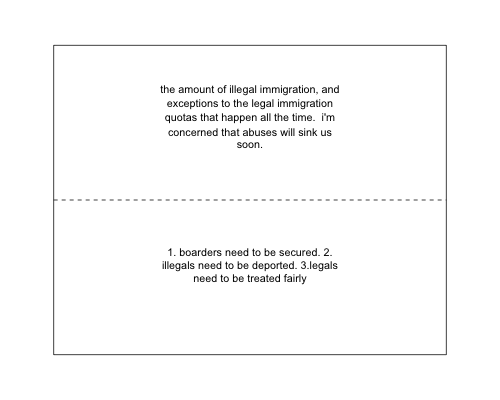 the amount of illegal immigration, and
exceptions to the legal immigration
quotas that happen all the time.  i'm
concerned that abuses will sink us
soon.
1. boarders need to be secured. 2.
illegals need to be deported. 3.legals
need to be treated fairly